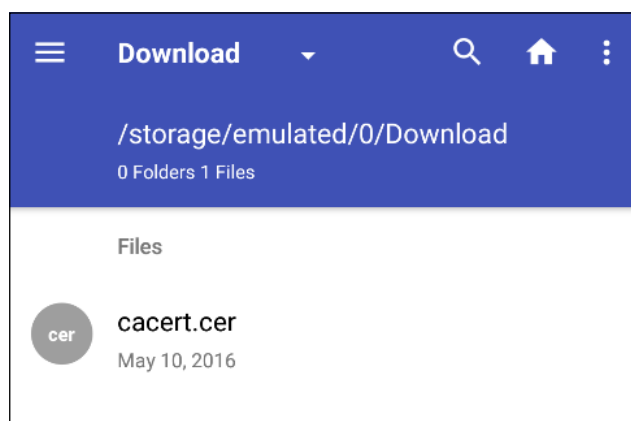 Download
/storage/emulated/0/Download
0 Folders 1 Files
Files
cer
cacert.cer
May 10, 2016